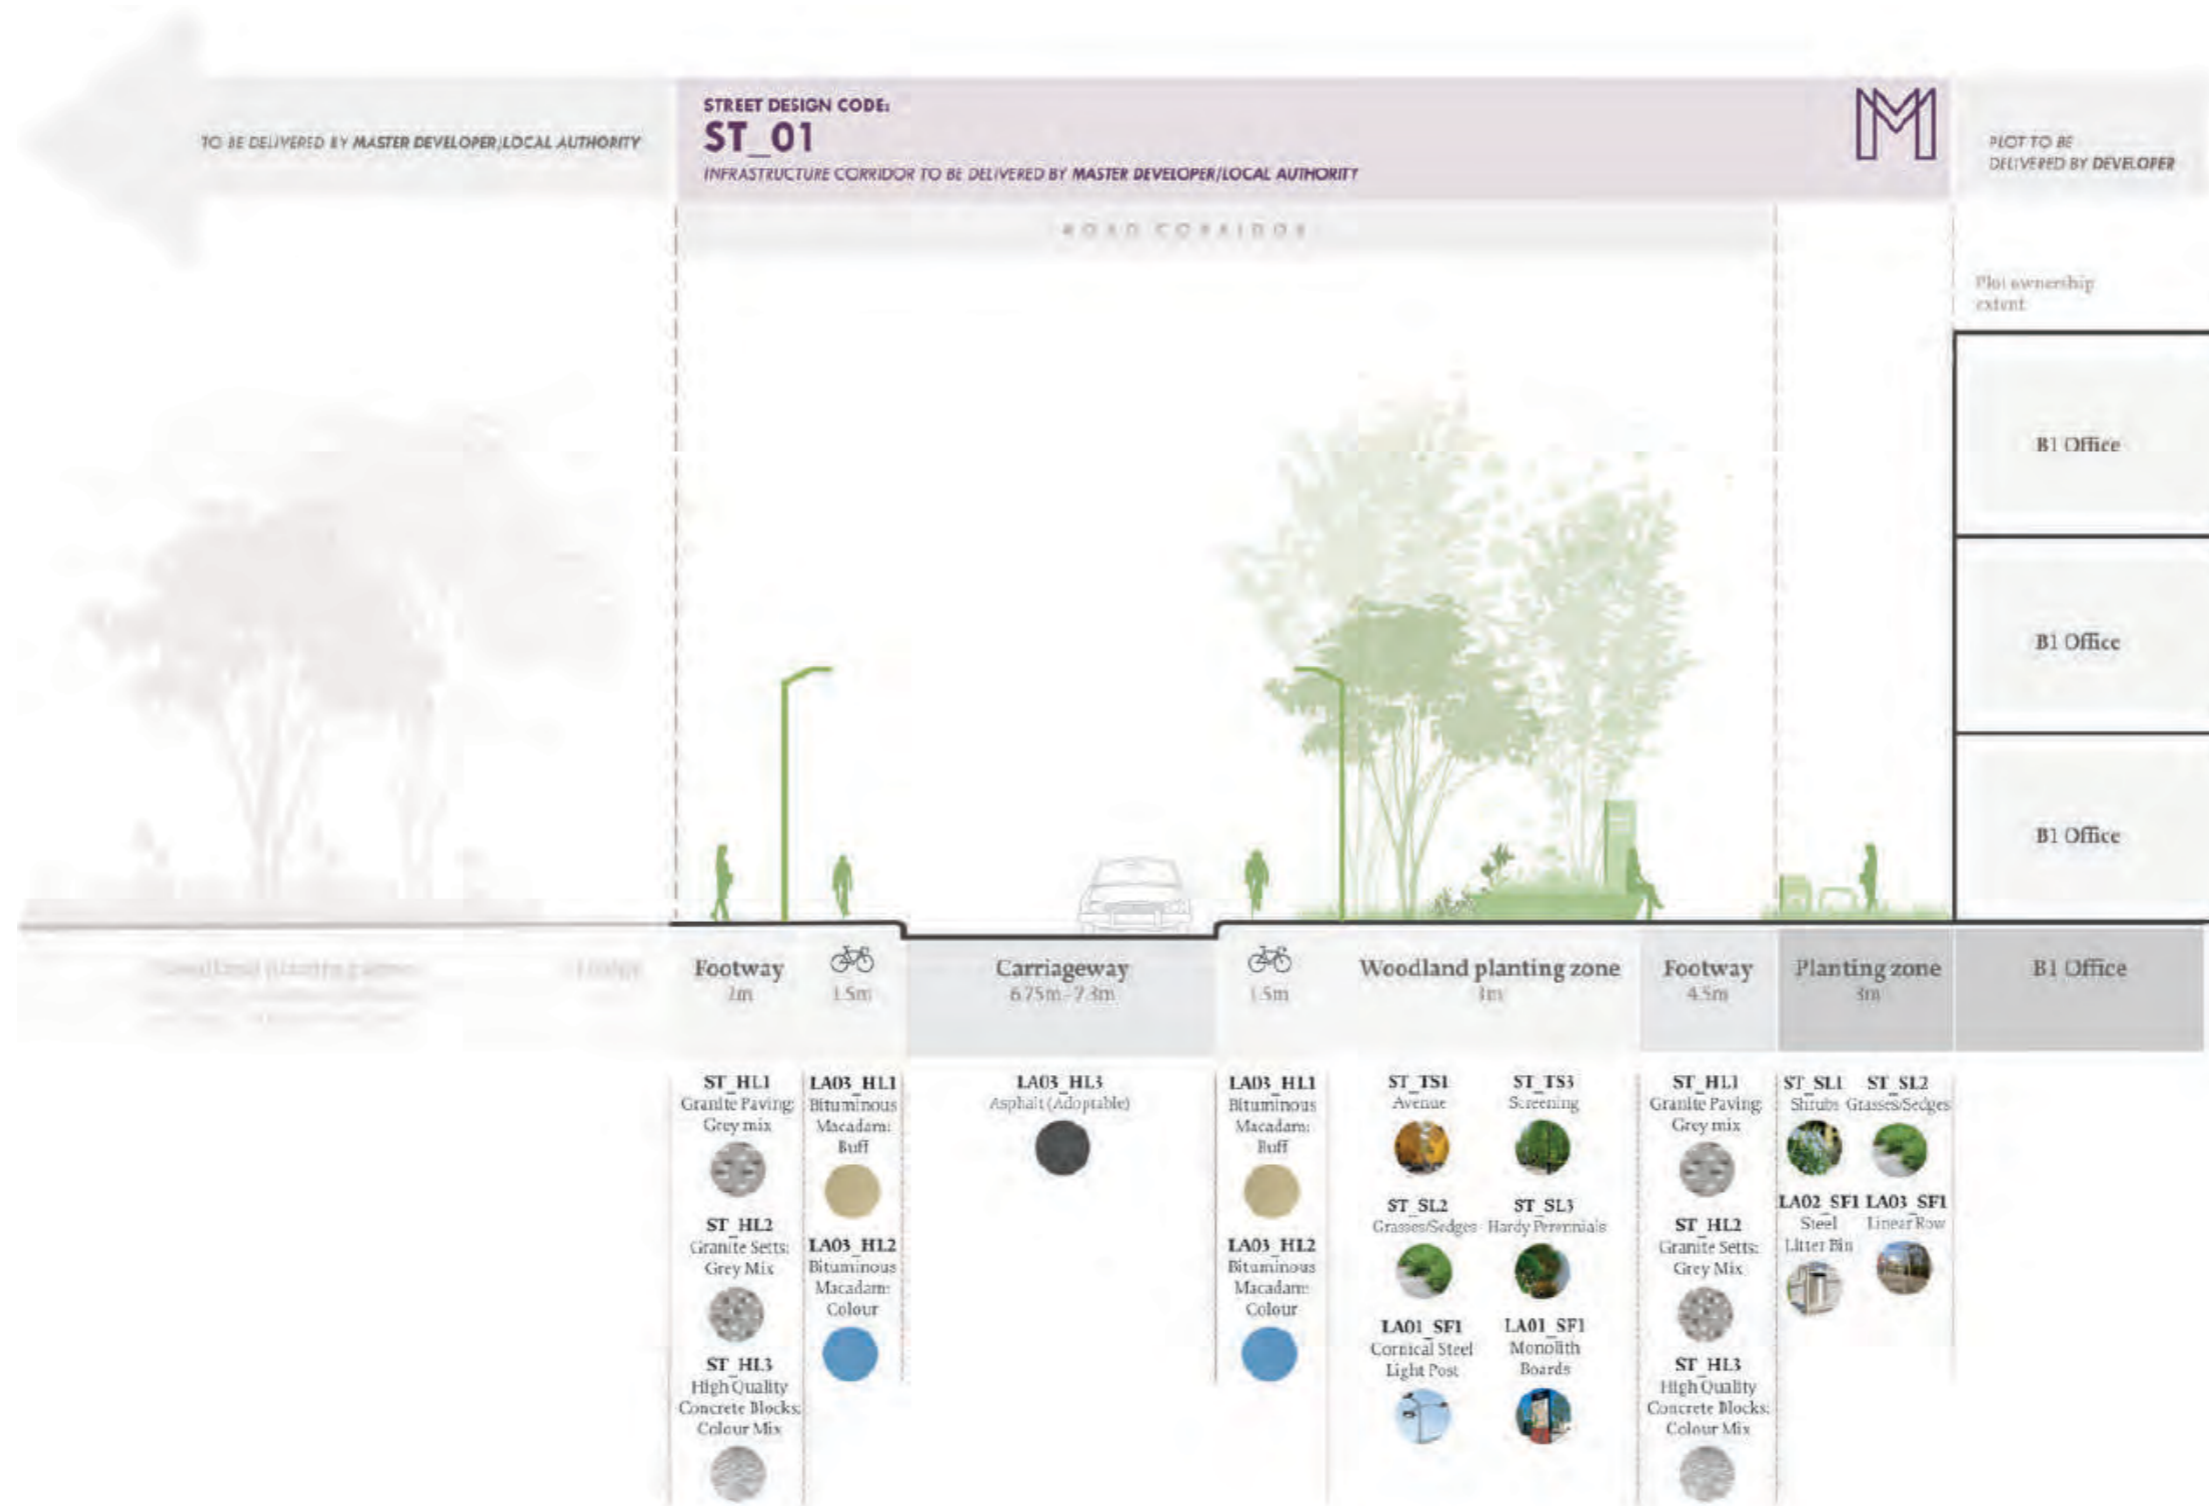 TO BE DELIVERED BY MASTER DEVELOPER/LOCAL AUTHORITY
STREET DESIGN CODE:
ST_01
INFRASTRUCTURE CORRIDOR TO BE DELIVERED BY MASTER DEVELOPER/LOCAL AUTHORITY
PLOT TO BE
DELIVERED BY DEVELOPER
ROAD CORRIDOR
Plot ownership
extent
B1 Office
B1 Office
B1 Office
Footway
2m
1.5m
Carriageway
6.75m-7.3m
1.5m
Woodland planting zone
Footway
4.5m
Planting zone
3m
B1 Office
ST_HL1
Granite Paving:
Grey mix
ST_HL2
Granite Setts:
Grey Mix
ST_HL3
High Quality
Concrete Blocks:
Colour Mix
LA03_HL1
Bituminous
Macadam:
Buff
LA03_HL2
Bituminous
Macadam:
Colour
LA03_HL3
Asphalt (Adoptable)
LA03_HL1
Bituminous
Macadam:
Buff
LA03_HL2
Bituminous
Macadam:
Colour
ST_TS1
Avenue
ST_TS3
Screening
ST_SL2
Grasses/Sedges
ST_SL3
Hardy Perennials
LA01_SF1
Cornical Steel
Light Post
LA01_SF1
Monolith
Boards
ST_HL1
Granite Paving:
Grey mix
ST_HL2
Granite Setts:
Grey Mix
ST_HL3
High Quality
Concrete Blocks:
Colour Mix
ST_SL1
Shrubs
ST_SL2
Grasses/Sedges
LA02_SF1
Steel
Litter Bin
LA03_SF1
Linear Row